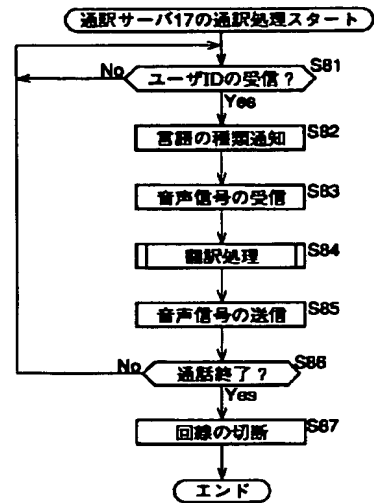 通訳サーバ17の通訳処理スタート
ユーザIDの受信?
S81
No
Yes
言語の種類通知
S82
音声信号の受信
S83
翻訳処理
S84
音声信号の送信
S85
通話終了?
S86
No
Yes
回線の切断
S87
エンド